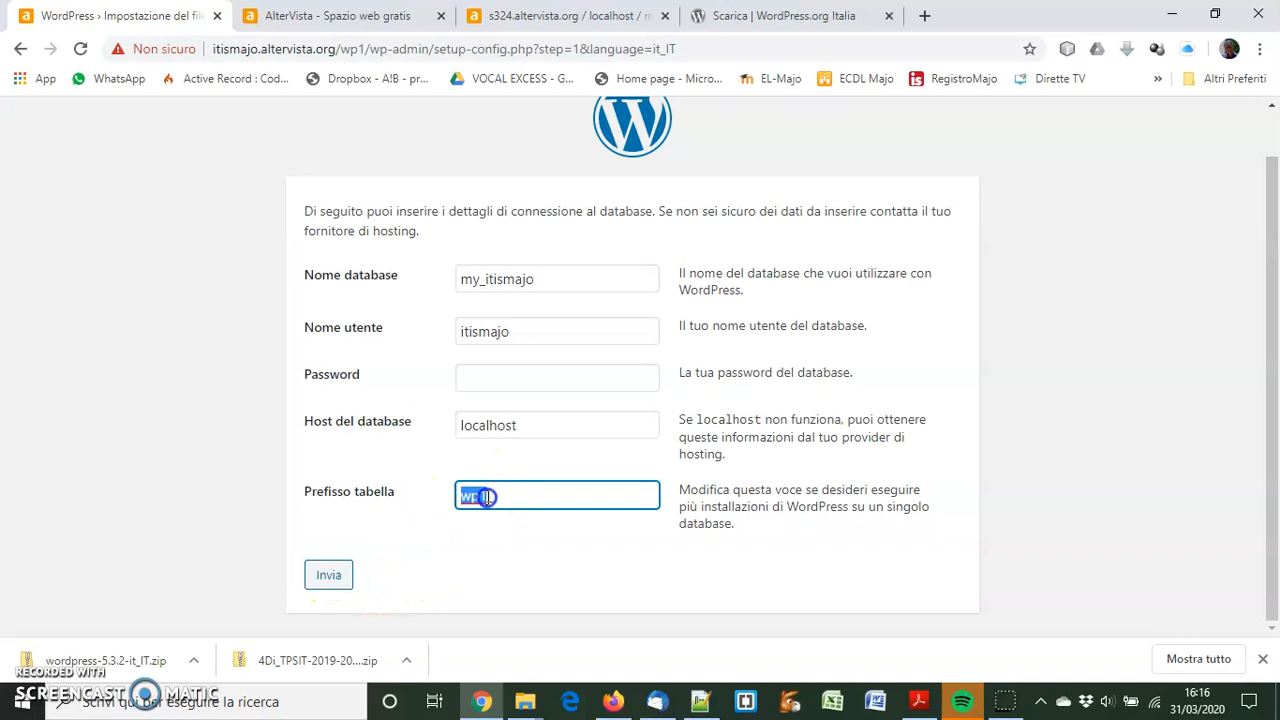 WordPress › Impostazione del file
AlterVista - Spazio web gratis
s324.altervista.org / localhost / m
Scarica | WordPress.org Italia
Non sicuro
itismajo.altervista.org/wp1/wp-admin/setup-config.php?step=1&language=it_IT
App
WhatsApp
Active Record : Cod...
Dropbox - A!B - pr...
VOCAL EXCESS - G...
Home page - Micro...
EL-Majo
ECDL Majo
RegistroMajo
Dirette TV
»
Altri Preferiti
Di seguito puoi inserire i dettagli di connessione al database. Se non sei sicuro dei dati da inserire contatta il tuo
fornitore di hosting.
Nome database
my_itismajo
Il nome del database che vuoi utilizzare con
WordPress.
Nome utente
itismajo
Il tuo nome utente del database.
Password
La tua password del database.
Host del database
localhost
Se localhost non funziona, puoi ottenere
queste informazioni dal tuo provider di
hosting.
Prefisso tabella
Modifica questa voce se desideri eseguire
più installazioni di WordPress su un singolo
database.
Invia
wordpress-5.3.2-it_IT.zip
4Di_TPSIT-2019-20....zip
Mostra tutto
RECORDED WITH
SCREENCAST MATIC
Scrivi qui per eseguire la ricerca
16:16
31/03/2020